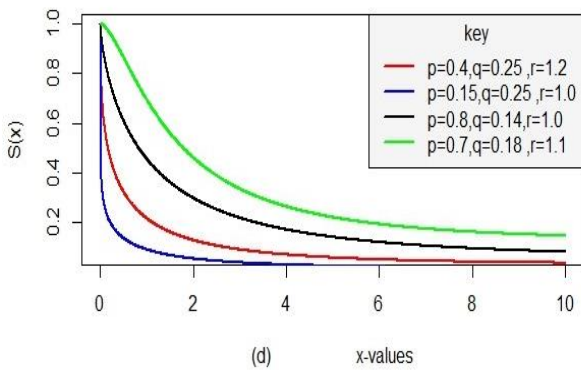 key
p=0.4,q=0.25 ,r=1.2
p=0.15,q=0.25 ,r=1.0
p=0.8,q=0.14,r=1.0
p=0.7,q=0.18 ,r=1.1
S(x)
1.0
0.8
0.6
0.4
0.2
0 2 4 6 8 10
(d) x-values